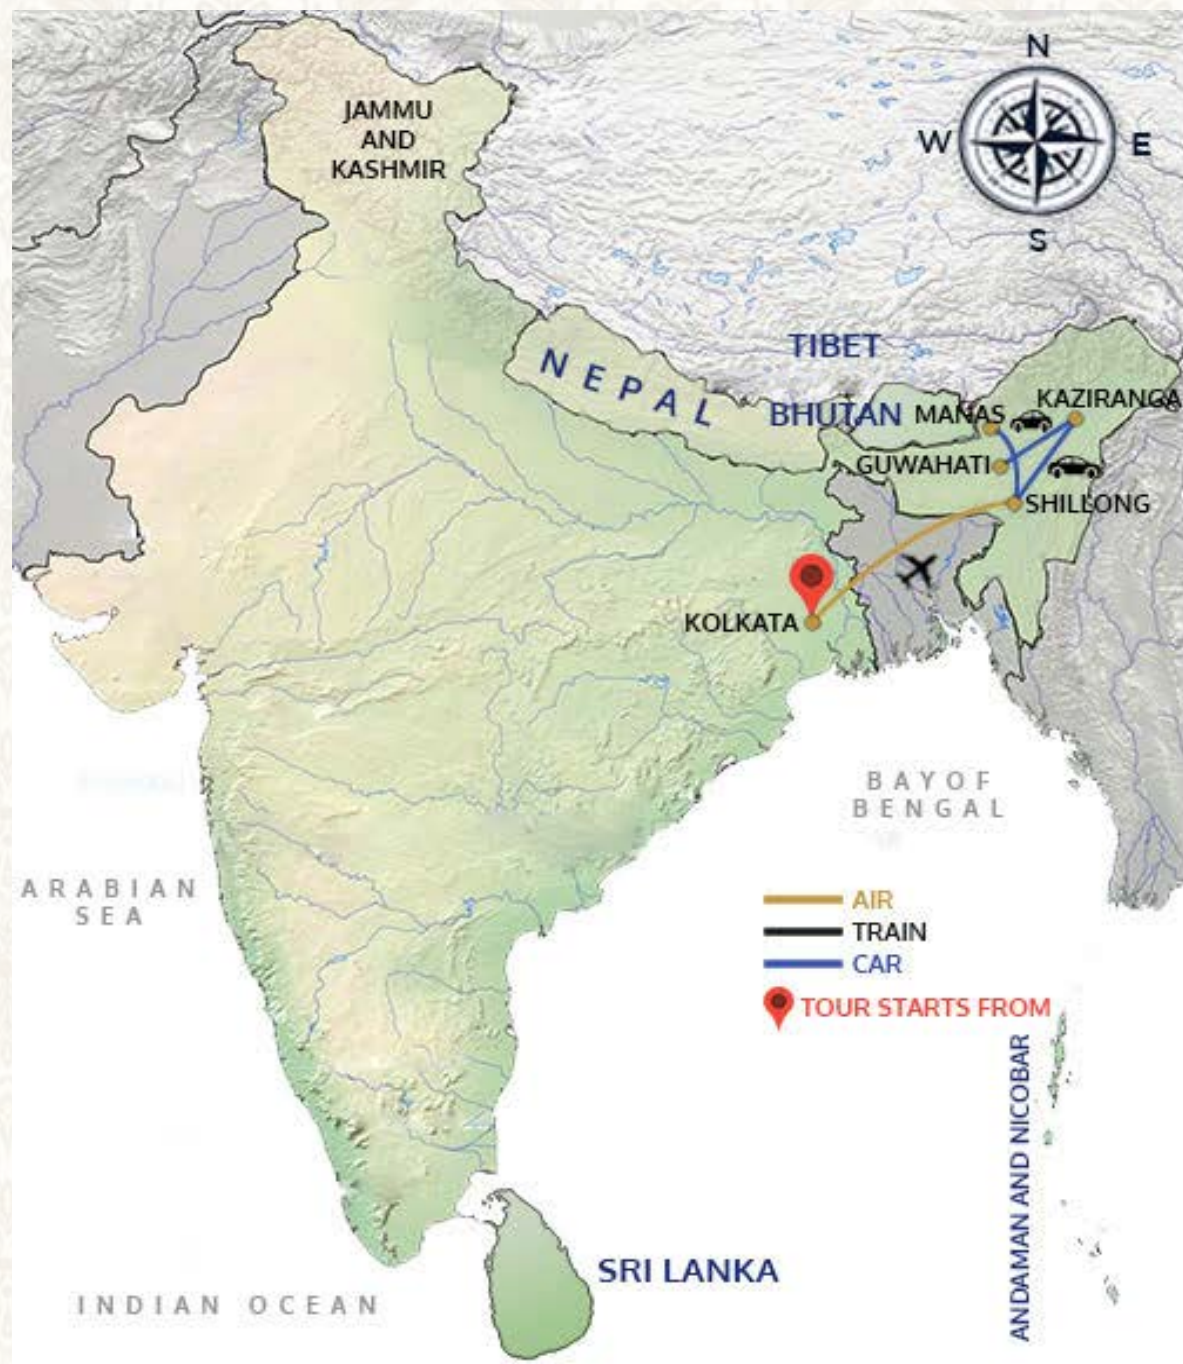 N
W
E
S
JAMMU
AND
KASHMIR
TIBET
NEPAL
BHUTAN
MANAS
KAZIRANGA
GUWAHATI
SHILLONG
KOLKATA
BAY OF
BENGAL
ARABIAN
SEA
AIR
TRAIN
CAR
TOUR STARTS FROM
ANDAMAN AND NICOBAR
SRI LANKA
INDIAN OCEAN